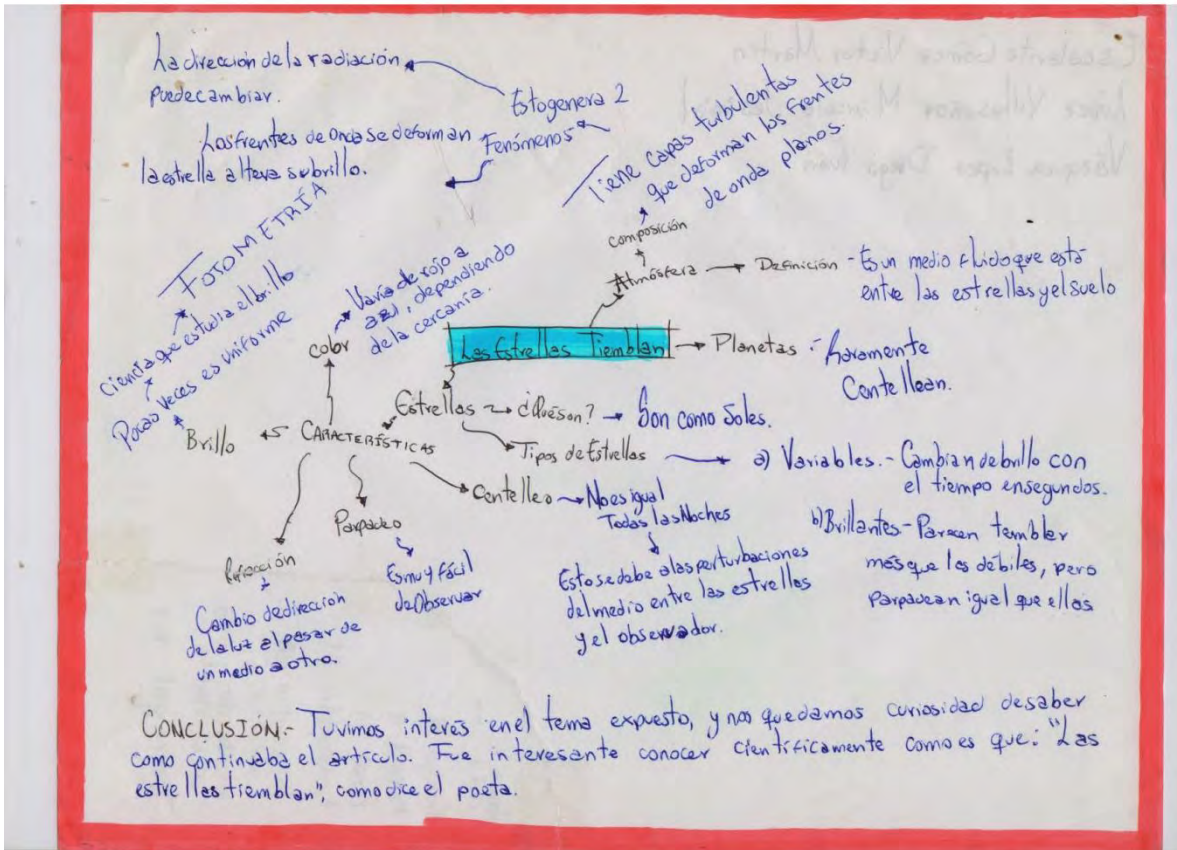 La dirección de la radiación
puede cambiar.
Esto genera 2
Fenómenos
Los frentes de onda se deforman
la estrella altera su brillo.
Tiene capas turbulentas
que deforman los frentes
de onda planos.
composición
Atmósfera
Definición - Es un medio fluido que está
entre las estrellas y el suelo
FOTOMETRÍA
Ciencia que estudia el brillo
Pocas veces es uniforme
Brillo
color
Varía de rojo a
azul, dependiendo
de la cercanía.
Las Estrellas Tiemblan
Planetas - Raramente
Centellean.
Estrellas
¿Qué son?
Son como Soles.
CARACTERÍSTICAS
Tipos de Estrellas
a) Variables.- Cambian de brillo con
el tiempo en segundos.
b) Brillantes - Parecen temblar
más que las débiles, pero
parpadean igual que ellas
Centelleo
No es igual
Todas las Noches
Esto se debe a las perturbaciones
del medio entre las estrellas
y el observador.
Parpadeo
Es muy fácil
de Observar
Refracción
Cambio de dirección
de la luz al pasar de
un medio a otro.
CONCLUSIÓN.- Tuvimos interés en el tema expuesto, y nos quedamos curiosidad de saber
como continuaba el artículo. Fue interesante conocer científicamente como es que: "Las
estrellas tiemblan", como dice el poeta.